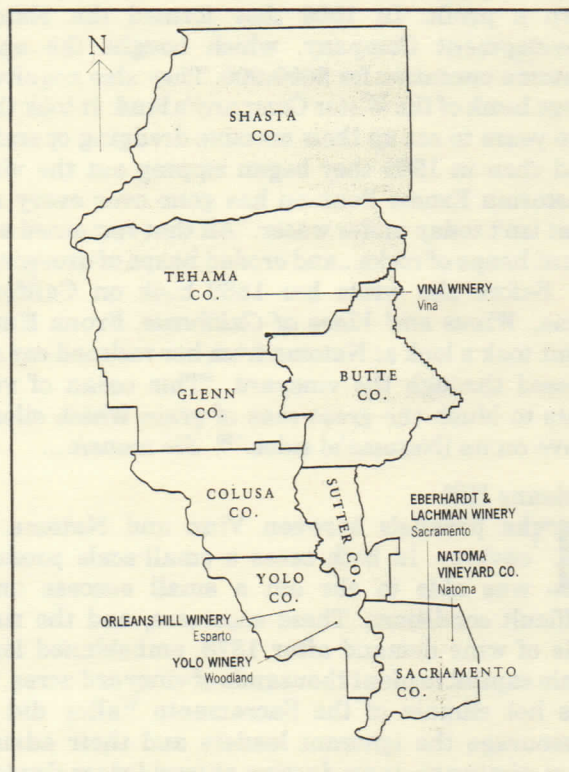 N
SHASTA
CO.
TEHAMA
CO.
VINA WINERY
Vina
BUTTE
CO.
GLENN
CO.
COLUSA
CO.
SUTTER CO.
EBERHARDT &
LACHMAN WINERY
Sacramento
NATOMA
VINEYARD CO.
Natoma
YOLO
CO.
ORLEANS HILL WINERY
Esparto
YOLO WINERY
Woodland
SACRAMENTO
CO.